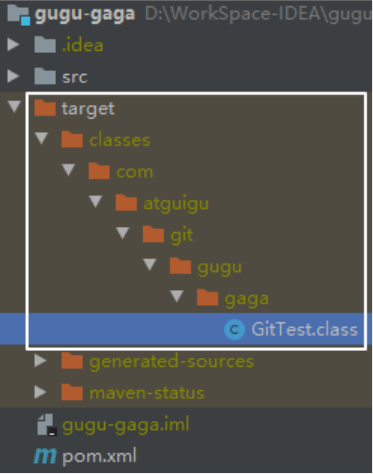 gugu-gaga D:\WorkSpace-IDEA\gugu
.idea
src
target
classes
com
atguigu
git
gugu
gaga
GitTest.class
generated-sources
maven-status
gugu-gaga.iml
pom.xml